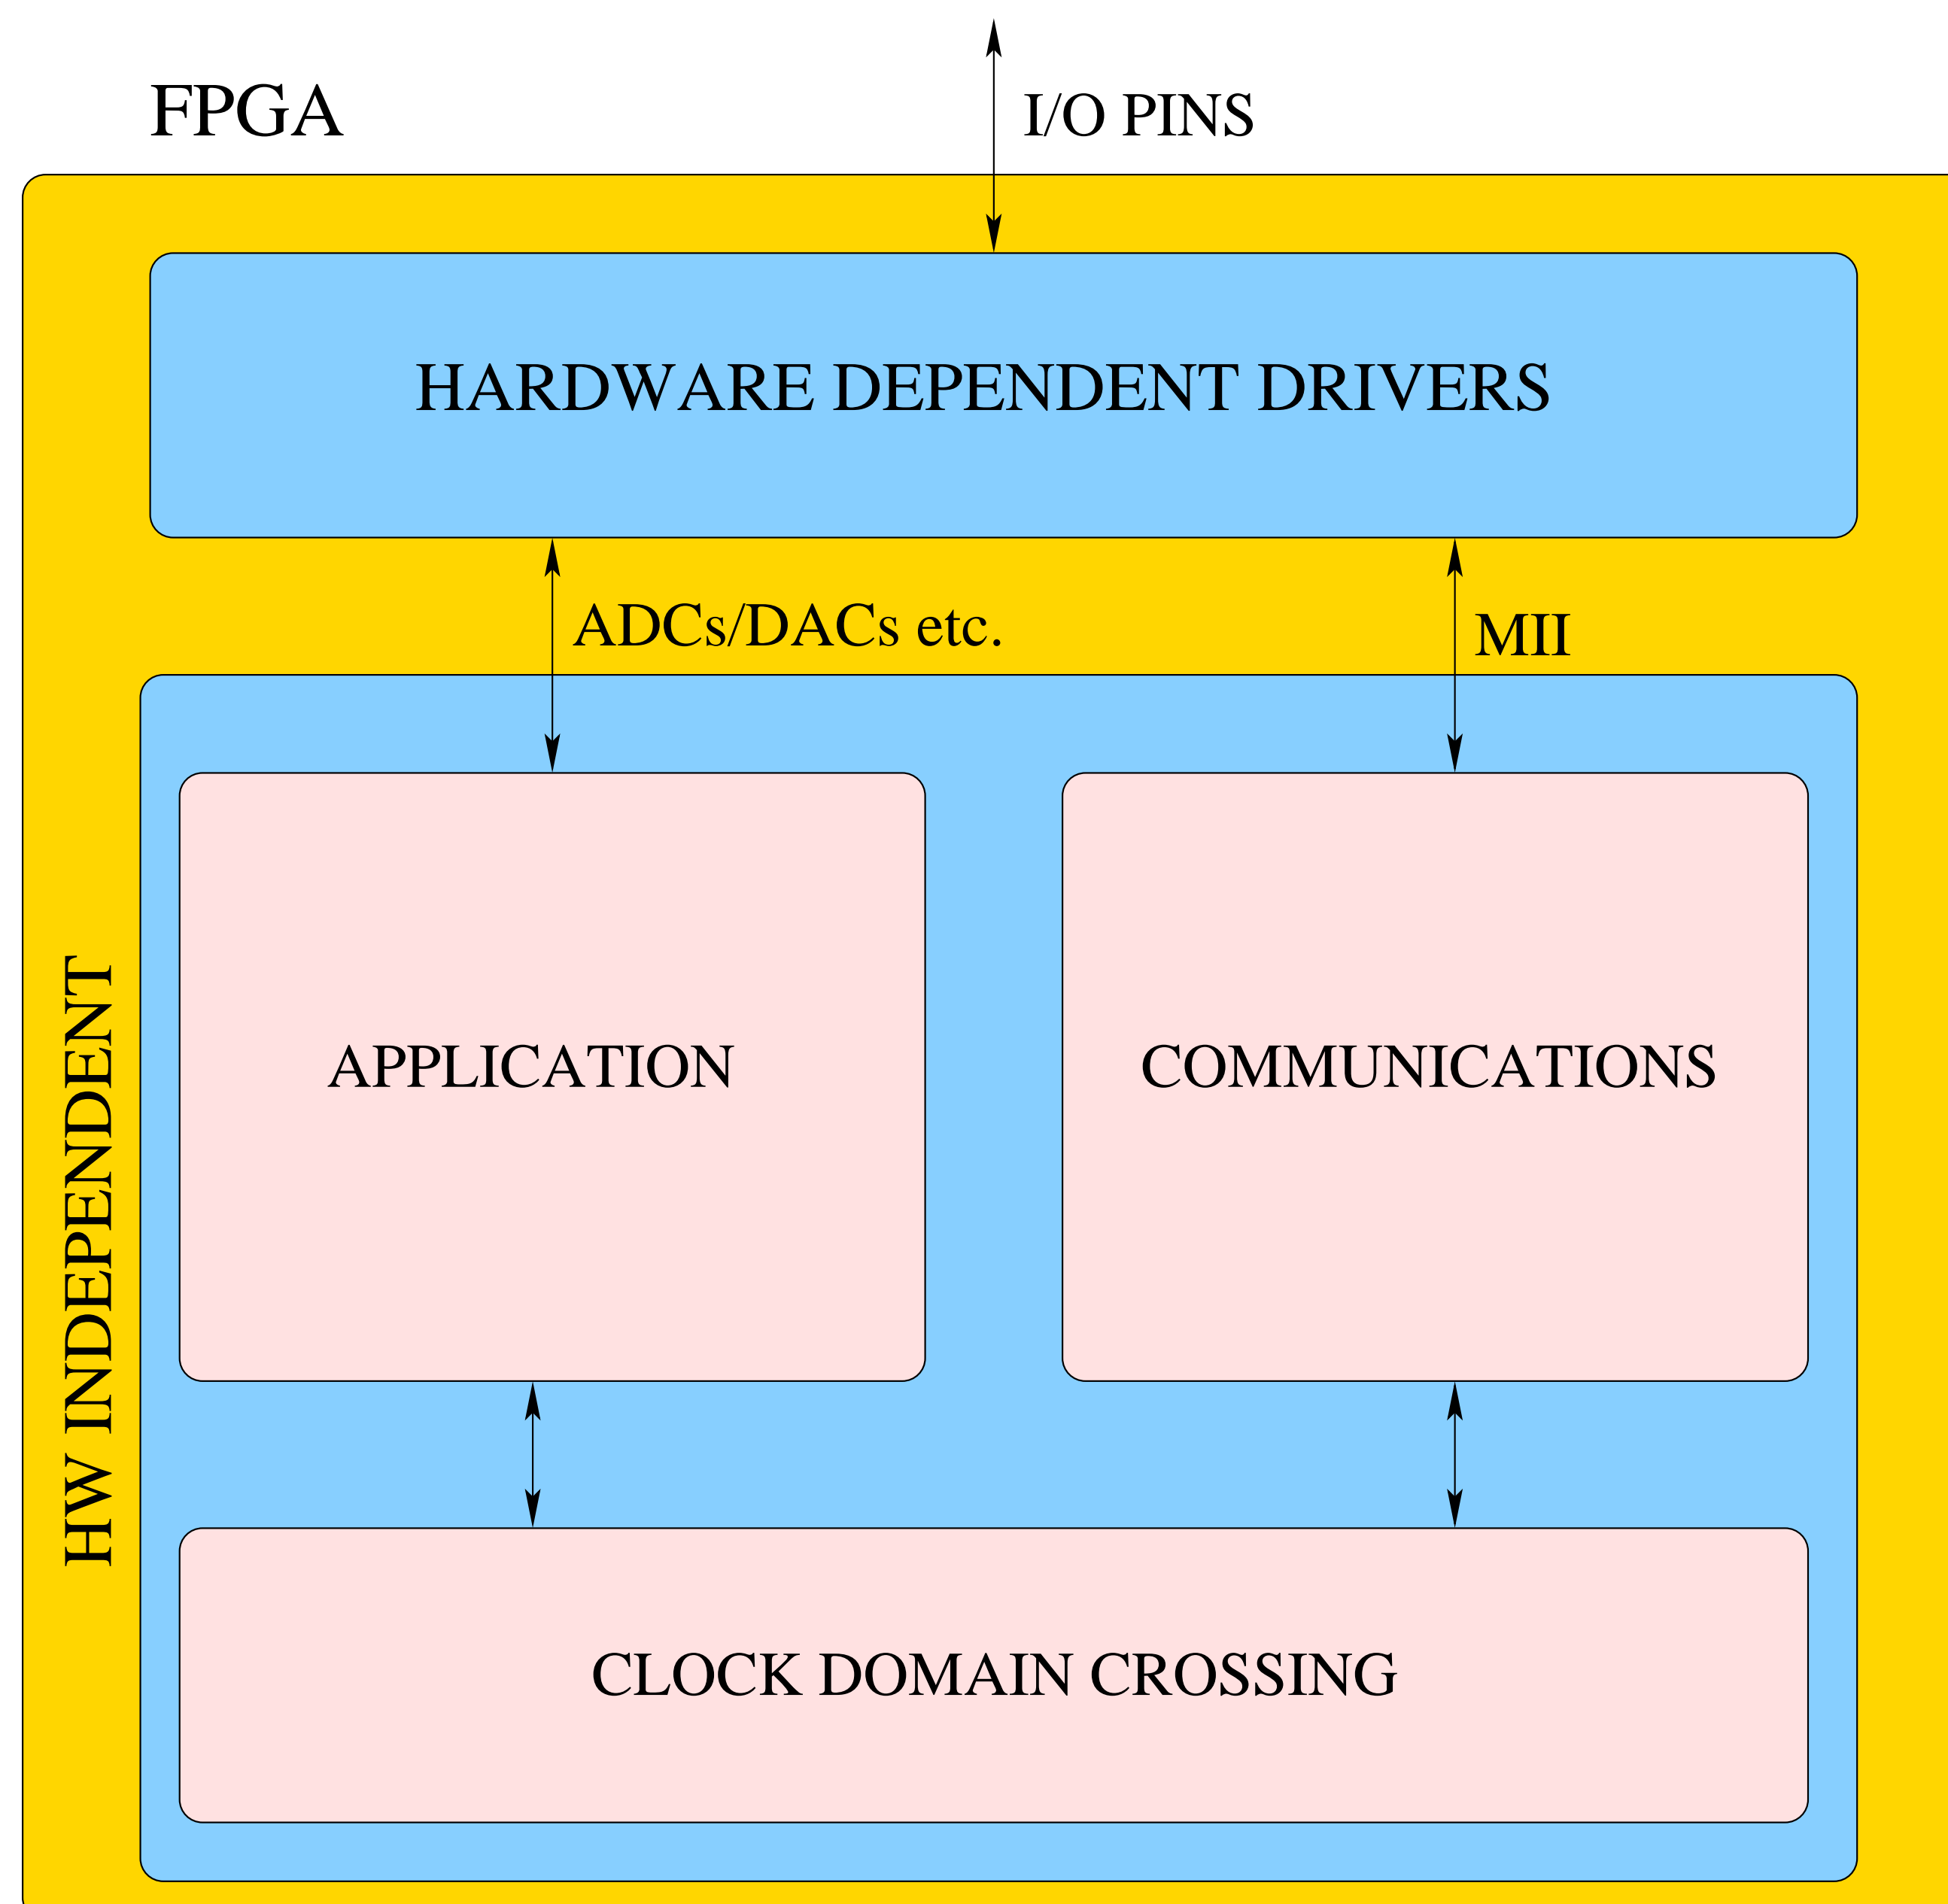 FPGA
I/O PINS
HARDWARE DEPENDENT DRIVERS
ADCs/DACs etc.
MII
HW INDEPENDENT
APPLICATION
COMMUNICATIONS
CLOCK DOMAIN CROSSING